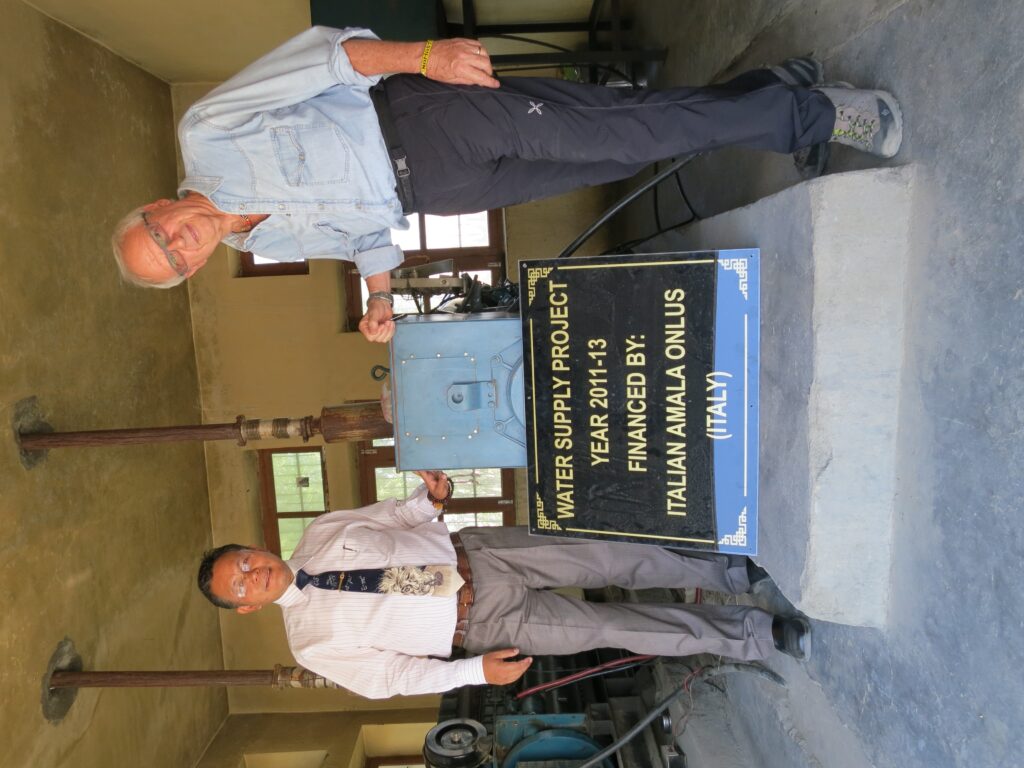 WATER SUPPLY PROJECT
YEAR 2011-13
FINANCED BY:
ITALIAN AMALA ONLUS
(ITALY)